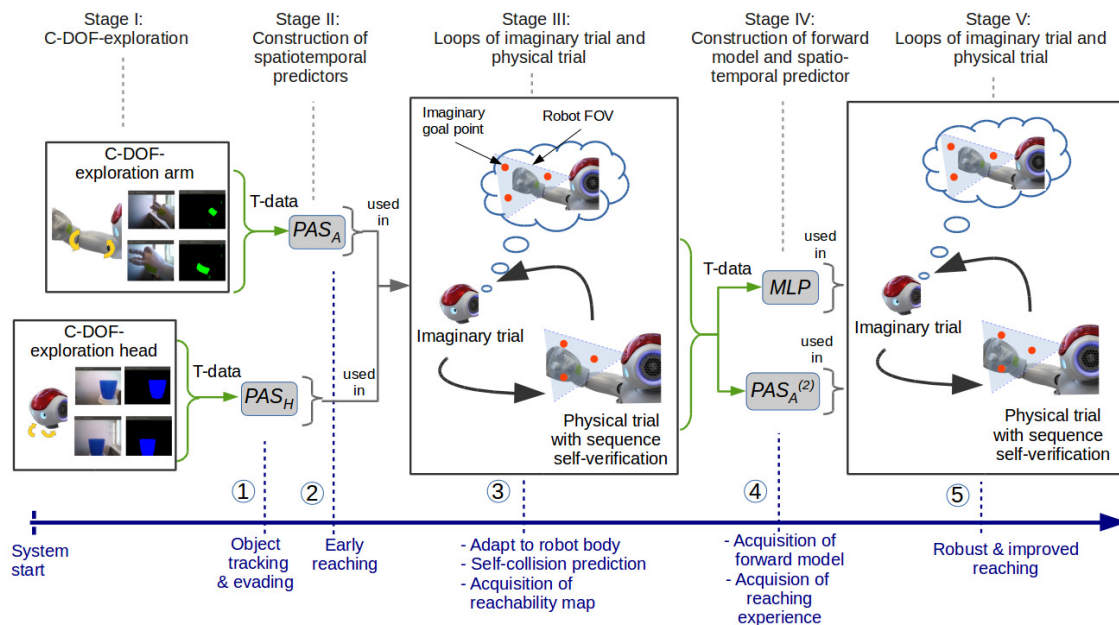 Stage I:
C-DOF-exploration
Stage II:
Construction of
spatiotemporal
predictors
Stage III:
Loops of imaginary trial and
physical trial
Stage IV:
Construction of forward
model and spatio-
temporal predictor
Stage V:
Loops of imaginary trial and
physical trial
C-DOF-
exploration arm
T-data
PAS_A
used
in
C-DOF-
exploration head
T-data
PAS_H
used
in
Imaginary
goal point
Robot FOV
Imaginary trial
Physical trial
with sequence
self-verification
T-data
MLP
used
in
PAS_A^(2)
used
in
Imaginary trial
Physical trial
with sequence
self-verification
1
2
3
4
5
System
start
Object
tracking
& evading
Early
reaching
- Adapt to robot body
- Self-collision prediction
- Acquisition of
reachability map
- Acquisition of
forward model
- Acquision of
reaching
experience
Robust & improved
reaching